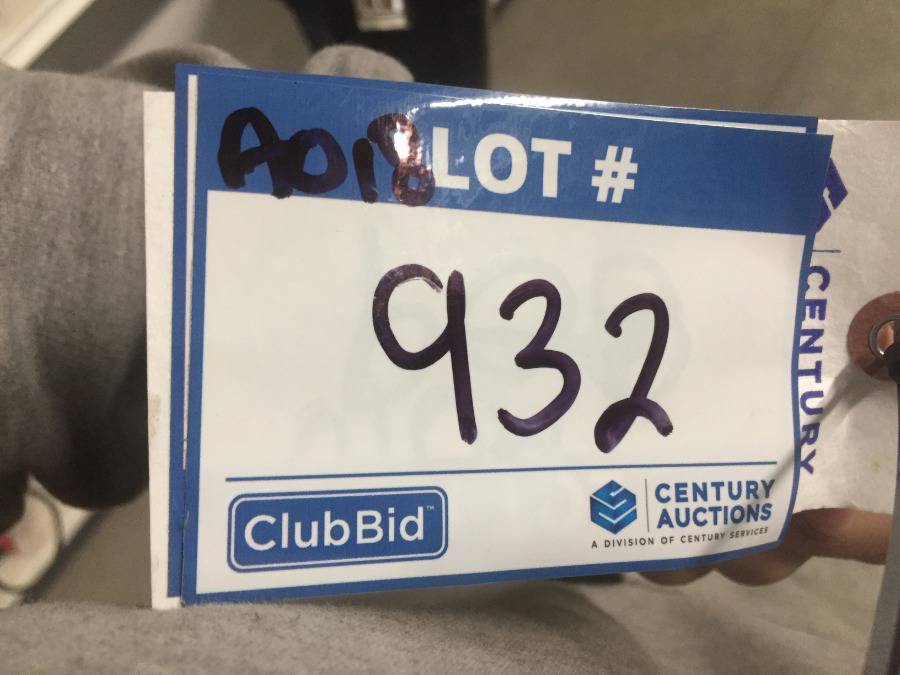 A018 LOT #
932
ClubBid™
CENTURY
AUCTIONS
A DIVISION OF CENTURY SERVICES
CENTURY